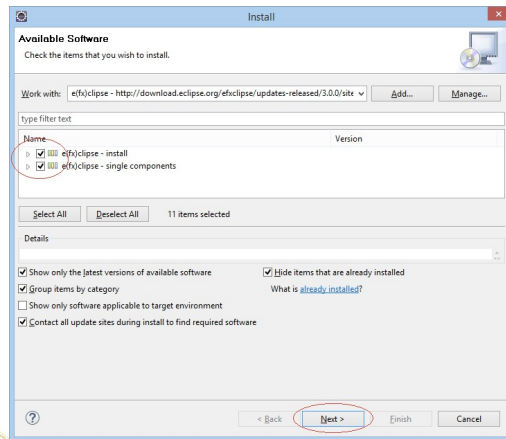 Install
Available Software
Check the items that you wish to install.
Work with: e(fx)clipse - http://download.eclipse.org/efxclipse/updates-released/3.0.0/site Add... Manage...
type filter text
Name Version
e(fx)clipse - install
e(fx)clipse - single components
Select All Deselect All 11 items selected
Details
Show only the latest versions of available software Hide items that are already installed
Group items by category What is already installed?
Show only software applicable to target environment
Contact all update sites during install to find required software
? < Back Next > Finish Cancel